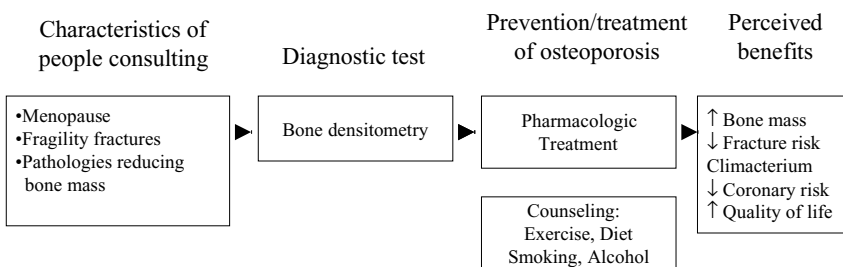 Characteristics of
people consulting
Diagnostic test
Prevention/treatment
of osteoporosis
Perceived
benefits
•Menopause
•Fragility fractures
•Pathologies reducing
bone mass
Bone densitometry
Pharmacologic
Treatment
Counseling:
Exercise, Diet
Smoking, Alcohol
↑ Bone mass
↓ Fracture risk
Climacterium
↓ Coronary risk
↑ Quality of life